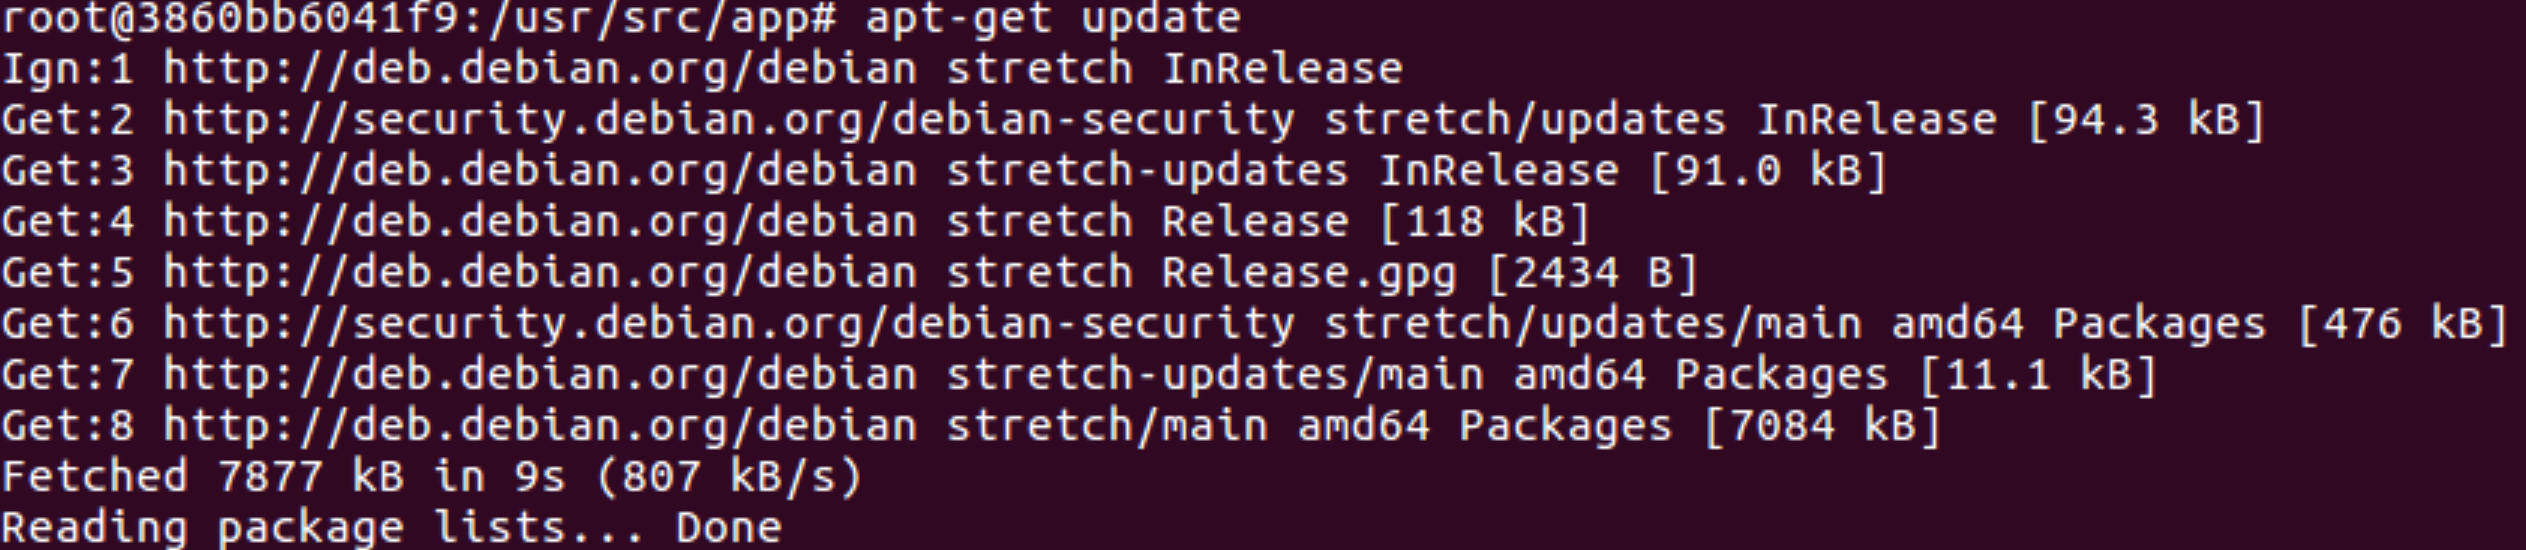 root@3860bb6041f9:/usr/src/app# apt-get update
Ign:1 http://deb.debian.org/debian stretch InRelease
Get:2 http://security.debian.org/debian-security stretch/updates InRelease [94.3 kB]
Get:3 http://deb.debian.org/debian stretch-updates InRelease [91.0 kB]
Get:4 http://deb.debian.org/debian stretch Release [118 kB]
Get:5 http://deb.debian.org/debian stretch Release.gpg [2434 B]
Get:6 http://security.debian.org/debian-security stretch/updates/main amd64 Packages [476 kB]
Get:7 http://deb.debian.org/debian stretch-updates/main amd64 Packages [11.1 kB]
Get:8 http://deb.debian.org/debian stretch/main amd64 Packages [7084 kB]
Fetched 7877 kB in 9s (807 kB/s)
Reading package lists... Done